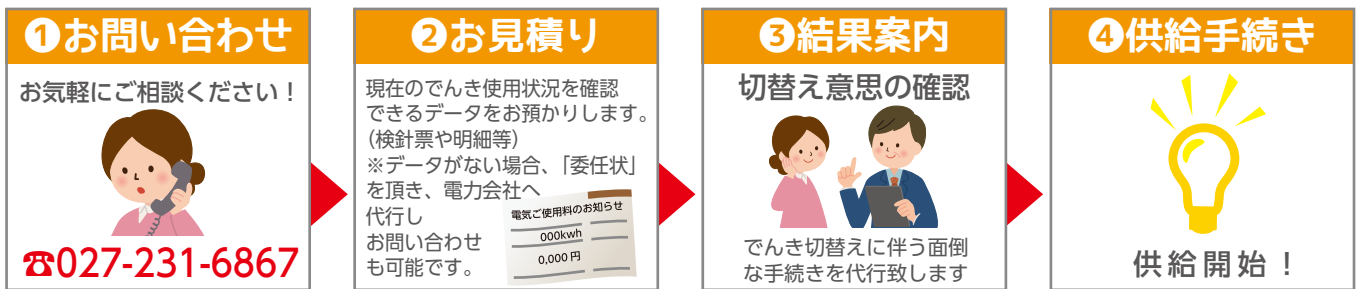 ❶お問い合わせ
お気軽にご相談ください！
☎027-231-6867
❷お見積り
現在のでんき使用状況を確認
できるデータをお預かりします。
（検針票や明細等）
※データがない場合、「委任状」
を頂き、電力会社へ
代行し
お問い合わせ
も可能です。
電気ご使用料のお知らせ
000kwh
0,000 円
❸結果案内
切替え意思の確認
でんき切替えに伴う面倒
な手続きを代行致します
❹供給手続き
供給開始！